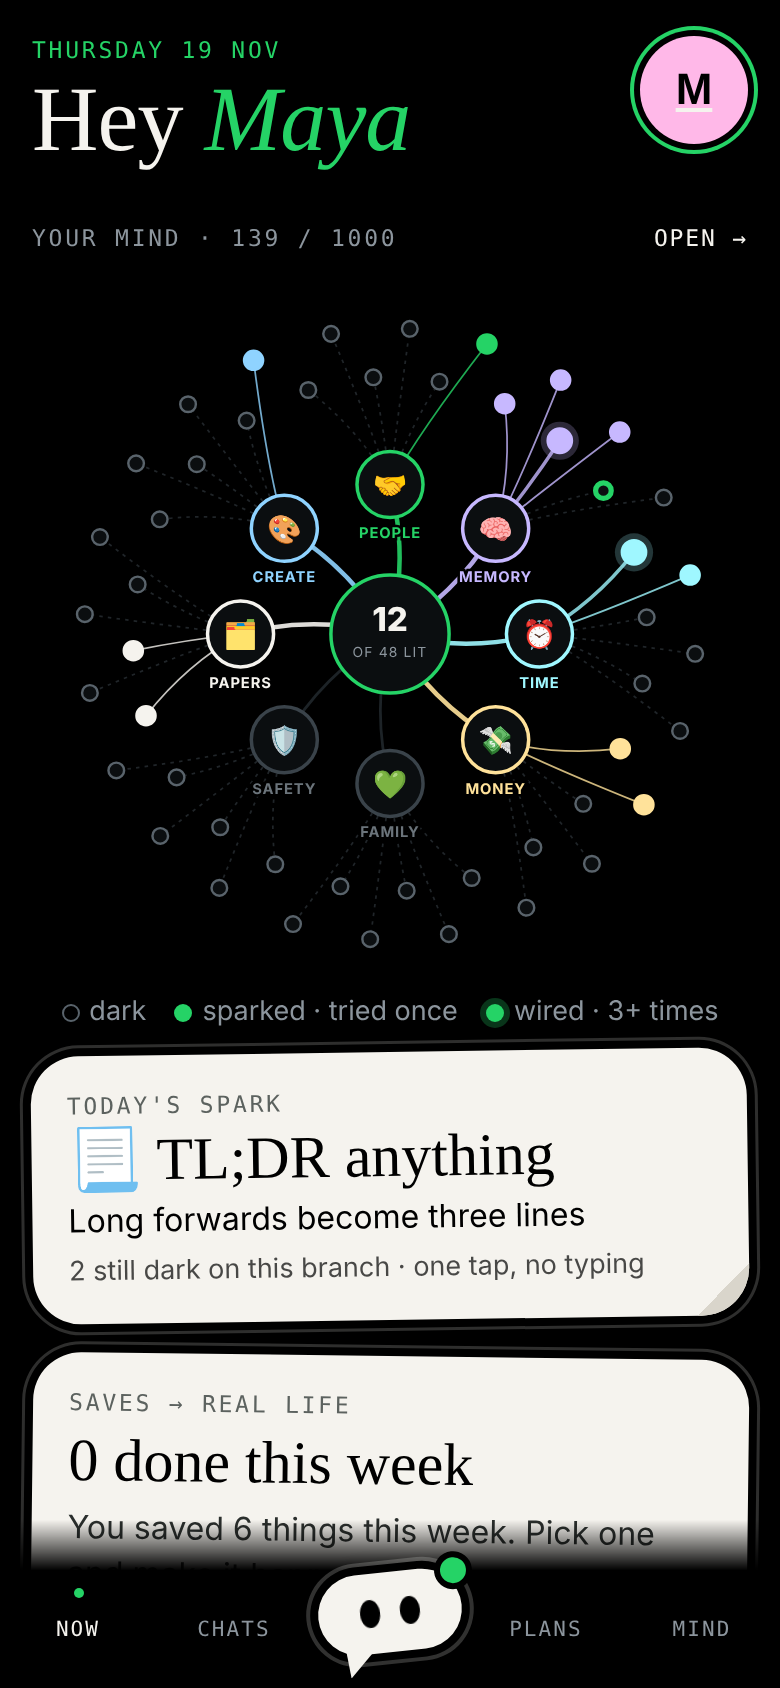 THURSDAY 19 NOV
Hey Maya
M
YOUR MIND · 139 / 1000
OPEN →
PEOPLE
CREATE
MEMORY
12
OF 48 LIT
PAPERS
TIME
SAFETY
MONEY
FAMILY
dark
sparked · tried once
wired · 3+ times
TODAY'S SPARK
📃 TL;DR anything
Long forwards become three lines
2 still dark on this branch · one tap, no typing
SAVES → REAL LIFE
0 done this week
You saved 6 things this week. Pick one
NOW
CHATS
PLANS
MIND